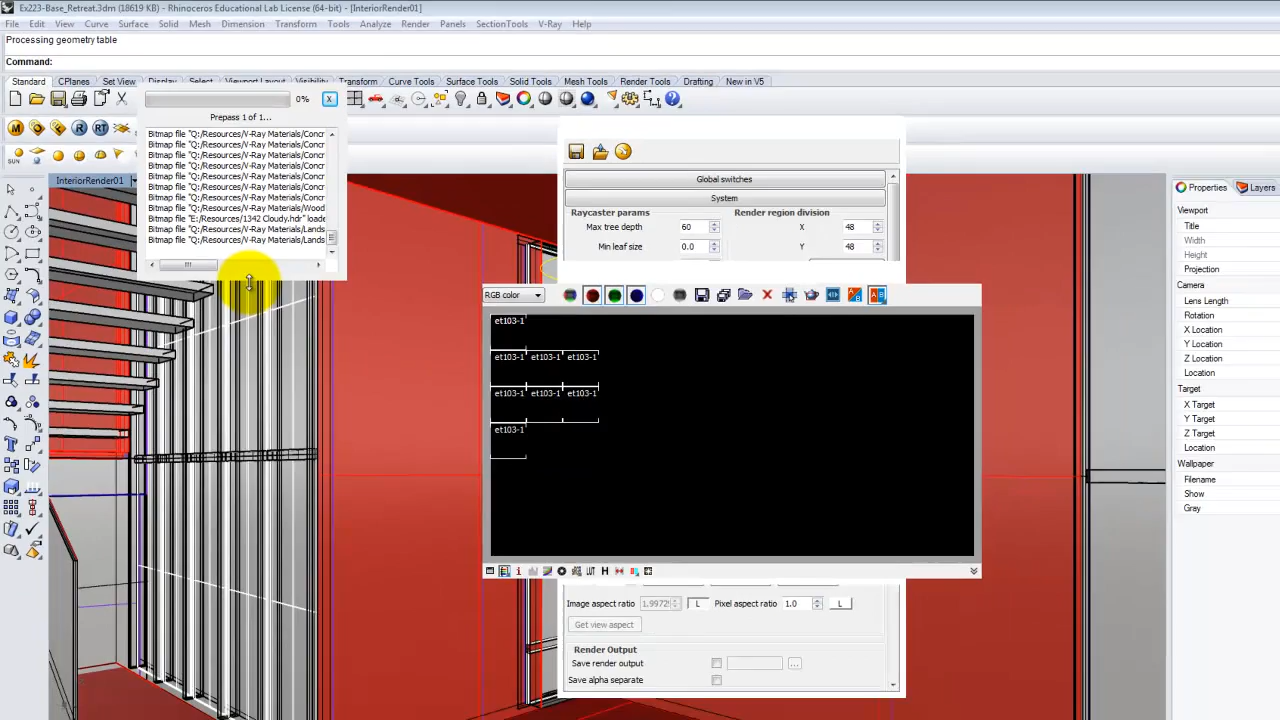 Ex223-Base_Retreat.3dm (18619 KB) - Rhinoceros Educational Lab License (64-bit) - [InteriorRender01]
File Edit View Curve Surface Solid Mesh Dimension Transform Tools Analyze Render Panels SectionTools V-Ray Help
Processing geometry table
Command:
Standard CPlanes Set View Display Select Viewport Layout Visibility Transform Curve Tools Surface Tools Solid Tools Mesh Tools Render Tools Drafting New in V5
0% X
Prepass 1 of 1...
M R RT
SUN
Bitmap file "Q:/Resources/V-Ray Materials/Concr
Bitmap file "Q:/Resources/V-Ray Materials/Concr
Bitmap file "Q:/Resources/V-Ray Materials/Concr
Bitmap file "Q:/Resources/V-Ray Materials/Concr
Bitmap file "Q:/Resources/V-Ray Materials/Concr
Bitmap file "Q:/Resources/V-Ray Materials/Concr
Bitmap file "Q:/Resources/V-Ray Materials/Concr
Bitmap file "Q:/Resources/V-Ray Materials/Wood
Bitmap file "E:/Resources/1342 Cloudy.hdr" loade
Bitmap file "Q:/Resources/V-Ray Materials/Lands
Bitmap file "Q:/Resources/V-Ray Materials/Lands
InteriorRender01
Global switches
System
Raycaster params Render region division
Max tree depth 60 X 48
Min leaf size 0.0 Y 48
RGB color
et103-1
et103-1 et103-1 et103-1
et103-1 et103-1 et103-1
et103-1
LUT H
Image aspect ratio 1.9972 L Pixel aspect ratio 1.0 L
Get view aspect
Render Output
Save render output ...
Save alpha separate
Properties Layers
Viewport
Title
Width
Height
Projection
Camera
Lens Length
Rotation
X Location
Y Location
Z Location
Location
Target
X Target
Y Target
Z Target
Location
Wallpaper
Filename
Show
Gray